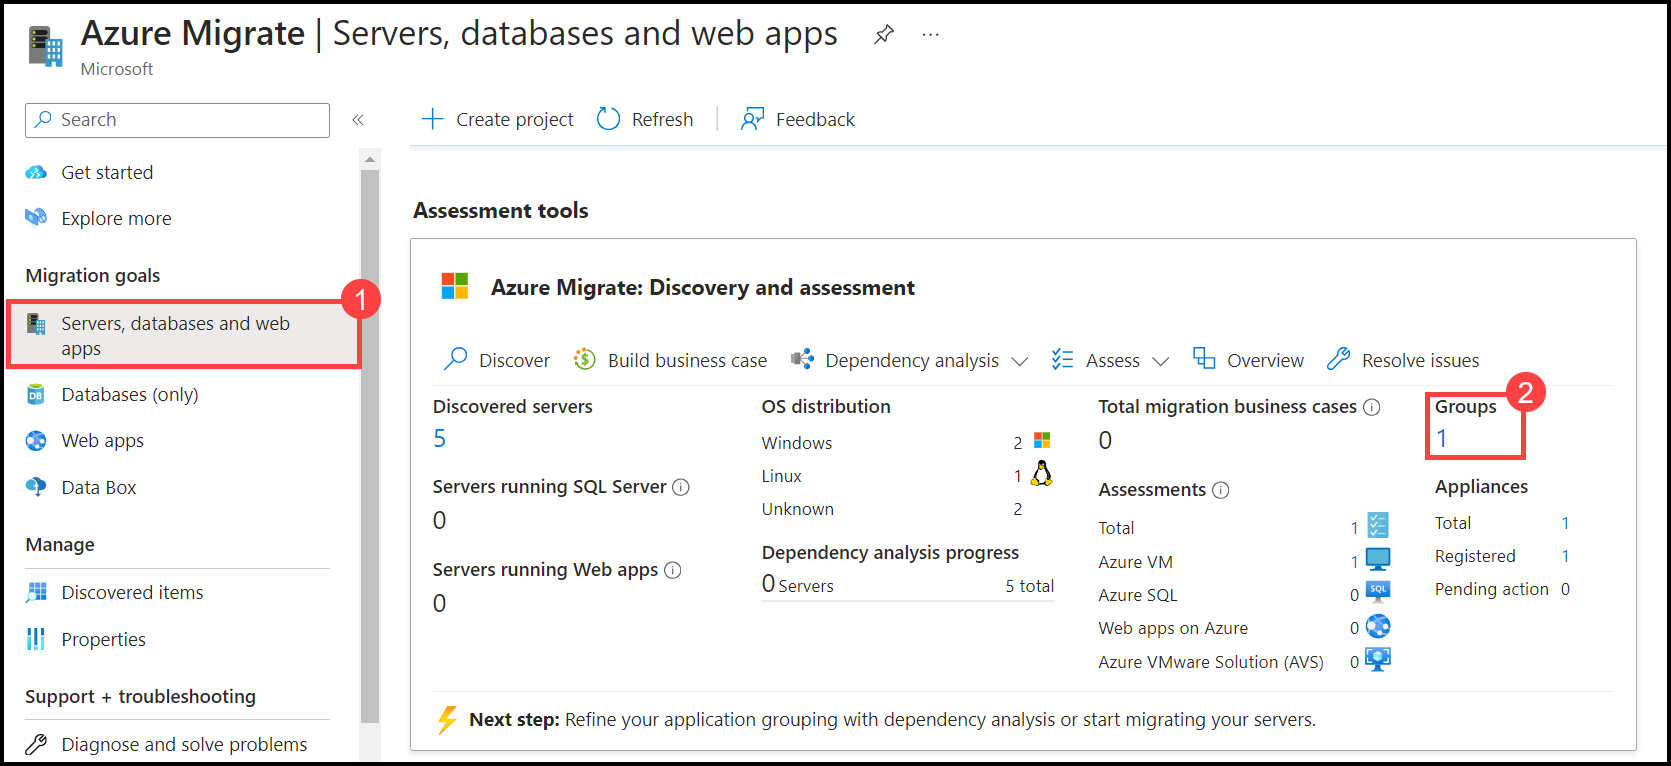 Azure Migrate | Servers, databases and web apps
Microsoft
Search
Get started
Explore more
Migration goals
1
Servers, databases and web
apps
Databases (only)
Web apps
Data Box
Manage
Discovered items
Properties
Support + troubleshooting
Diagnose and solve problems
Create project
Refresh
Feedback
Assessment tools
Azure Migrate: Discovery and assessment
Discover
Build business case
Dependency analysis
Assess
Overview
Resolve issues
Discovered servers
5
Servers running SQL Server
0
Servers running Web apps
0
OS distribution
Windows 2
Linux 1
Unknown 2
Dependency analysis progress
0 Servers 5 total
Total migration business cases
0
Assessments
Total 1
Azure VM 1
Azure SQL 0
SQL
Web apps on Azure 0
Azure VMware Solution (AVS) 0
2
Groups
1
Appliances
Total 1
Registered 1
Pending action 0
Next step: Refine your application grouping with dependency analysis or start migrating your servers.
DB